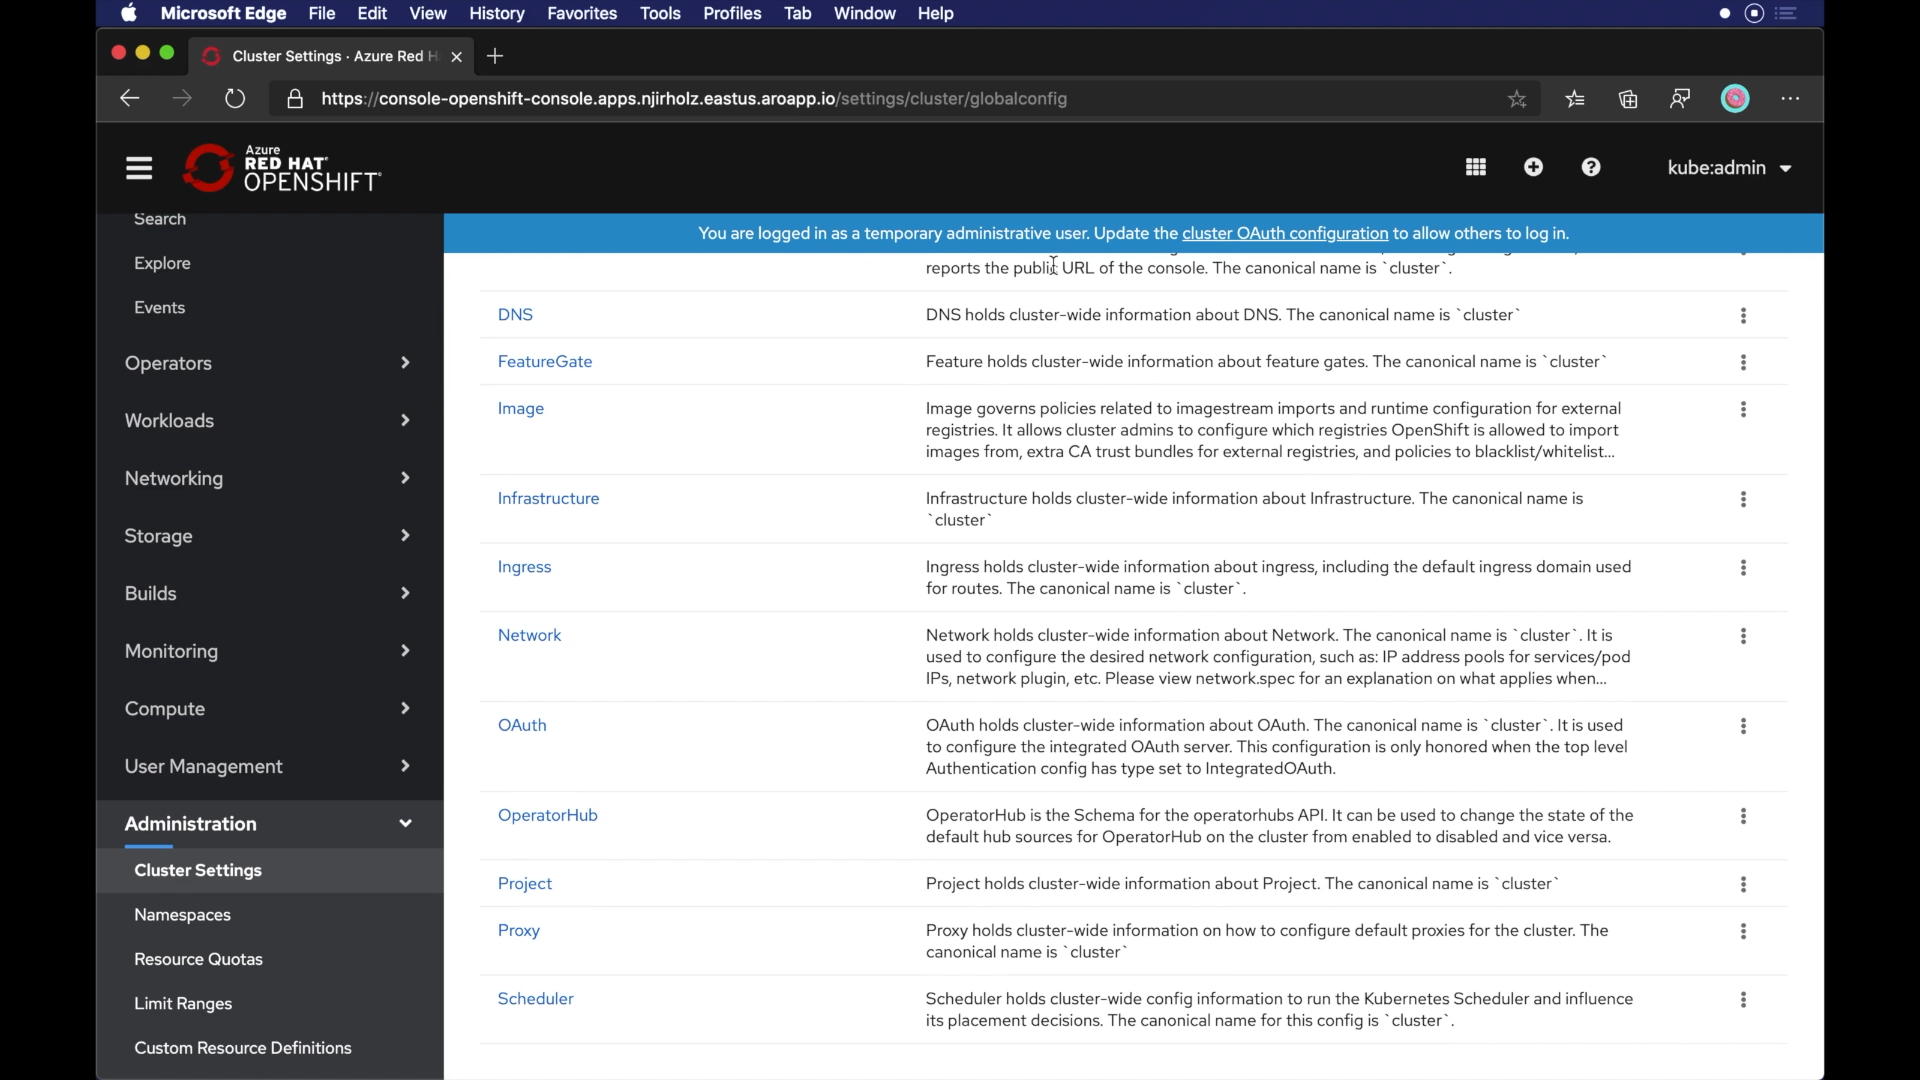 Microsoft Edge File Edit View History Favorites Tools Profiles Tab Window Help
Cluster Settings · Azure Red H
https://console-openshift-console.apps.njirholz.eastus.aroapp.io/settings/cluster/globalconfig
Azure
RED HAT
OPENSHIFT
kube:admin
You are logged in as a temporary administrative user. Update the cluster OAuth configuration to allow others to log in.
Search
Explore
Events
Operators
Workloads
Networking
Storage
Builds
Monitoring
Compute
User Management
Administration
Cluster Settings
Namespaces
Resource Quotas
Limit Ranges
Custom Resource Definitions
reports the public URL of the console. The canonical name is `cluster`.
DNS
DNS holds cluster-wide information about DNS. The canonical name is `cluster`
FeatureGate
Feature holds cluster-wide information about feature gates. The canonical name is `cluster`
Image
Image governs policies related to imagestream imports and runtime configuration for external
registries. It allows cluster admins to configure which registries OpenShift is allowed to import
images from, extra CA trust bundles for external registries, and policies to blacklist/whitelist...
Infrastructure
Infrastructure holds cluster-wide information about Infrastructure. The canonical name is
`cluster`
Ingress
Ingress holds cluster-wide information about ingress, including the default ingress domain used
for routes. The canonical name is `cluster`.
Network
Network holds cluster-wide information about Network. The canonical name is `cluster`. It is
used to configure the desired network configuration, such as: IP address pools for services/pod
IPs, network plugin, etc. Please view network.spec for an explanation on what applies when...
OAuth
OAuth holds cluster-wide information about OAuth. The canonical name is `cluster`. It is used
to configure the integrated OAuth server. This configuration is only honored when the top level
Authentication config has type set to IntegratedOAuth.
OperatorHub
OperatorHub is the Schema for the operatorhubs API. It can be used to change the state of the
default hub sources for OperatorHub on the cluster from enabled to disabled and vice versa.
Project
Project holds cluster-wide information about Project. The canonical name is `cluster`
Proxy
Proxy holds cluster-wide information on how to configure default proxies for the cluster. The
canonical name is `cluster`
Scheduler
Scheduler holds cluster-wide config information to run the Kubernetes Scheduler and influence
its placement decisions. The canonical name for this config is `cluster`.